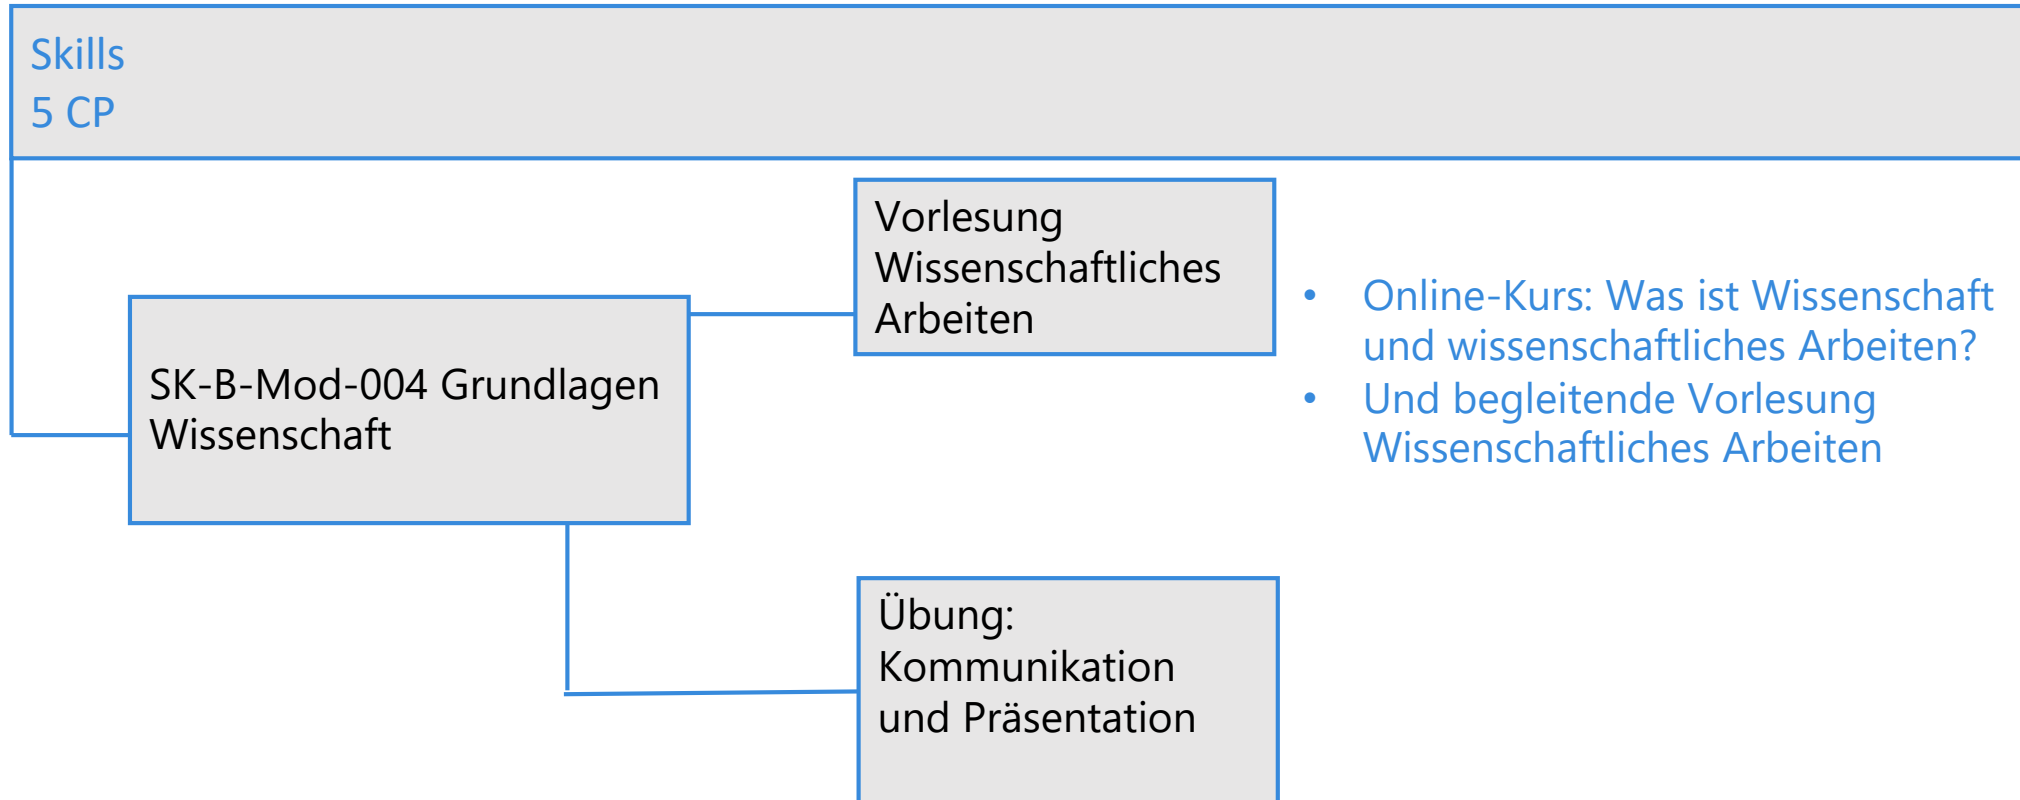 Skills
5 CP
Vorlesung
Wissenschaftliches
Arbeiten
• Online-Kurs: Was ist Wissenschaft
und wissenschaftliches Arbeiten?
• Und begleitende Vorlesung
Wissenschaftliches Arbeiten
SK-B-Mod-004 Grundlagen
Wissenschaft
Übung:
Kommunikation
und Präsentation